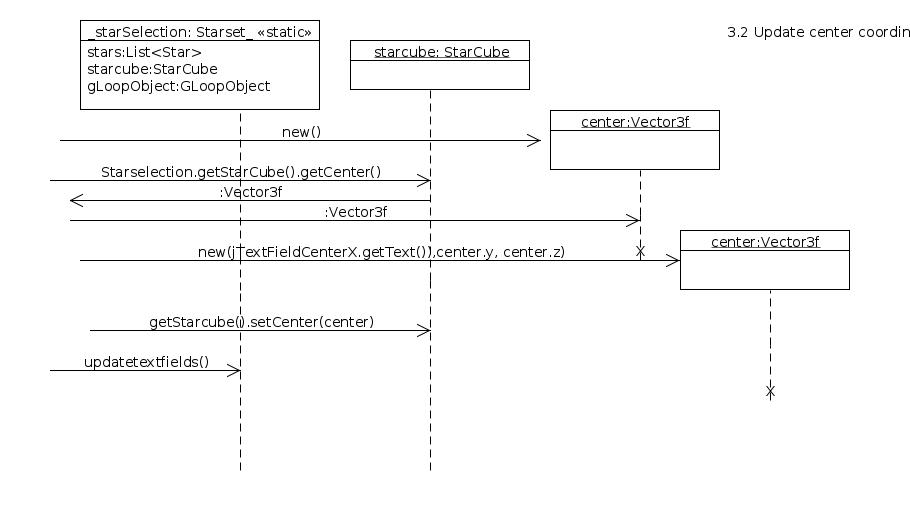 _starSelection: Starset_ «static»
stars:List<Star>
starcube:StarCube
gLoopObject:GLoopObject
starcube: StarCube
3.2 Update center coordin
center:Vector3f
new()
Starselection.getStarCube().getCenter()
:Vector3f
:Vector3f
center:Vector3f
new(jTextFieldCenterX.getText()),center.y, center.z)
X
getStarcube().setCenter(center)
updatetextfields()
X